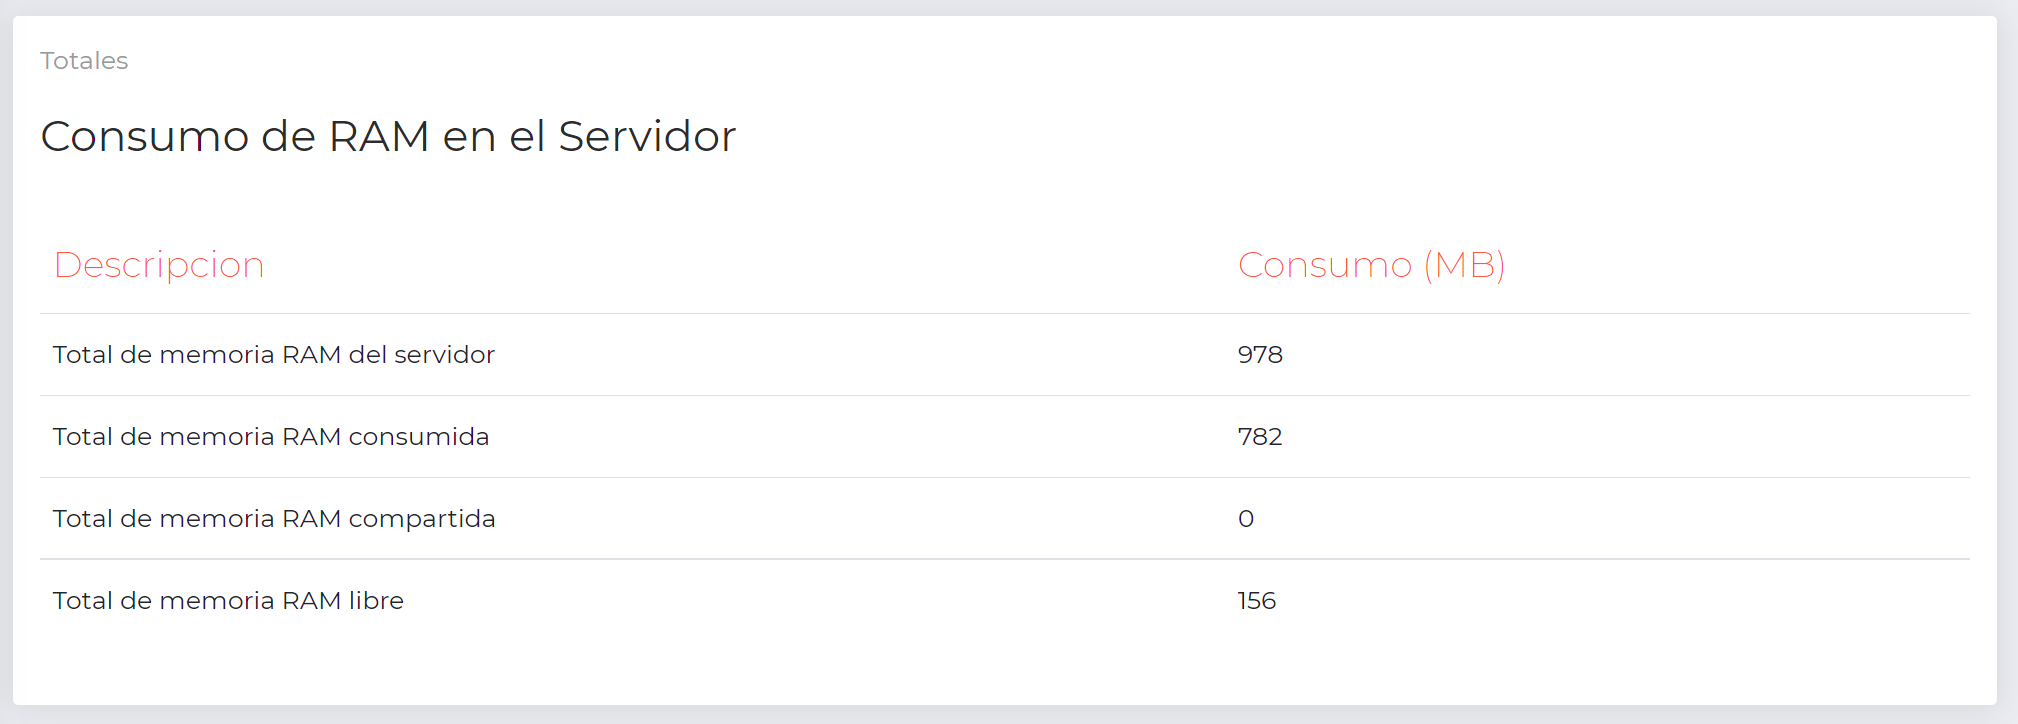 Totales
Consumo de RAM en el Servidor
Descripcion Consumo (MB)
Total de memoria RAM del servidor 978
Total de memoria RAM consumida 782
Total de memoria RAM compartida 0
Total de memoria RAM libre 156